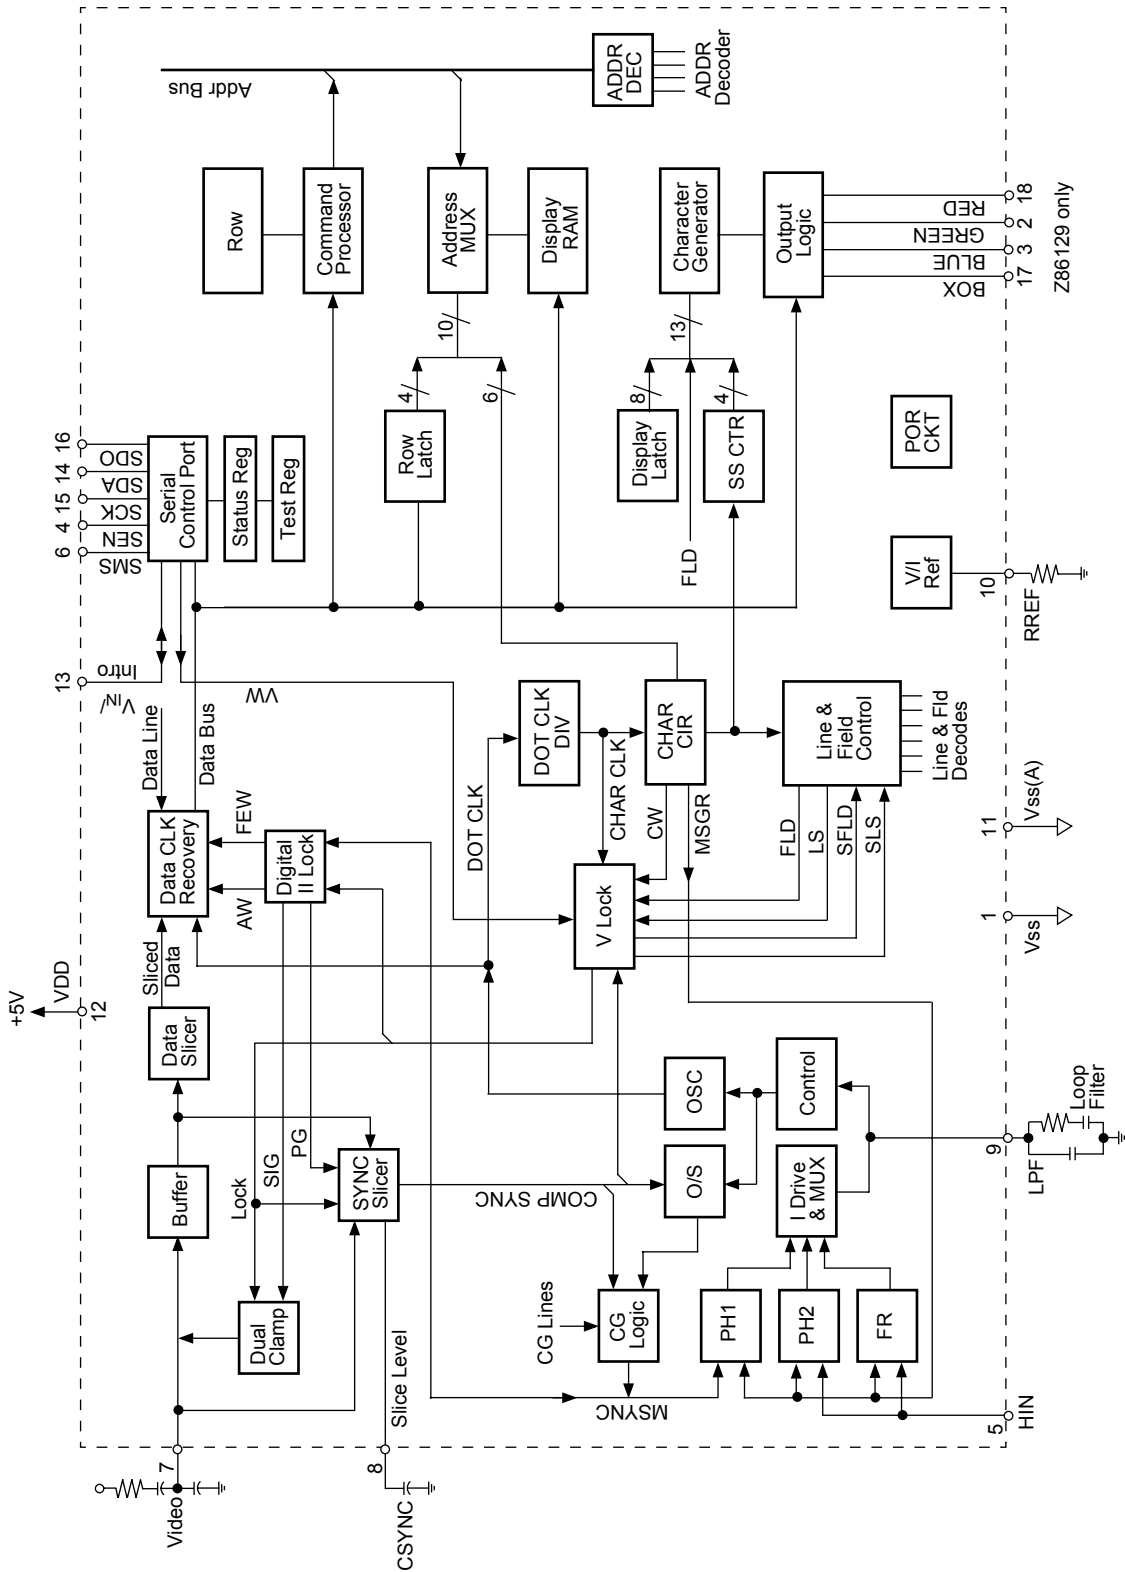 Video
7
CSYNC
8
Slice Level
Buffer
Dual
Clamp
Lock
SIG
PG
SYNC
Slicer
Data
Slicer
Sliced
Data
+5V
VDD
12
Data CLK
Recovery
AW
FEW
Digital
II Lock
Data Line
Data Bus
VIN/
Intro
13
VW
SMS
SEN
SCK
SDA
SDO
6
4
15
14
16
Serial
Control Port
Status Reg
Test Reg
Addr Bus
Row
Command
Processor
Address
MUX
Display
RAM
ADDR
DEC
ADDR
Decoder
10
4
6
Row
Latch
Character
Generator
13
8
4
Display
Latch
FLD
SS CTR
Output
Logic
BOX
BLUE
GREEN
RED
17
3
2
18
Z86129 only
POR
CKT
V/I
Ref
10
RREF
DOT CLK
DOT CLK
DIV
CHAR CLK
CHAR
CIR
CW
MSGR
V Lock
FLD
LS
SFLD
SLS
Line &
Field
Control
Line & Fld
Decodes
11
Vss(A)
1
Vss
COMP SYNC
OSC
O/S
Control
I Drive
& MUX
CG Lines
CG
Logic
MSYNC
PH1
PH2
FR
9
LPF
Loop
Filter
5
HIN